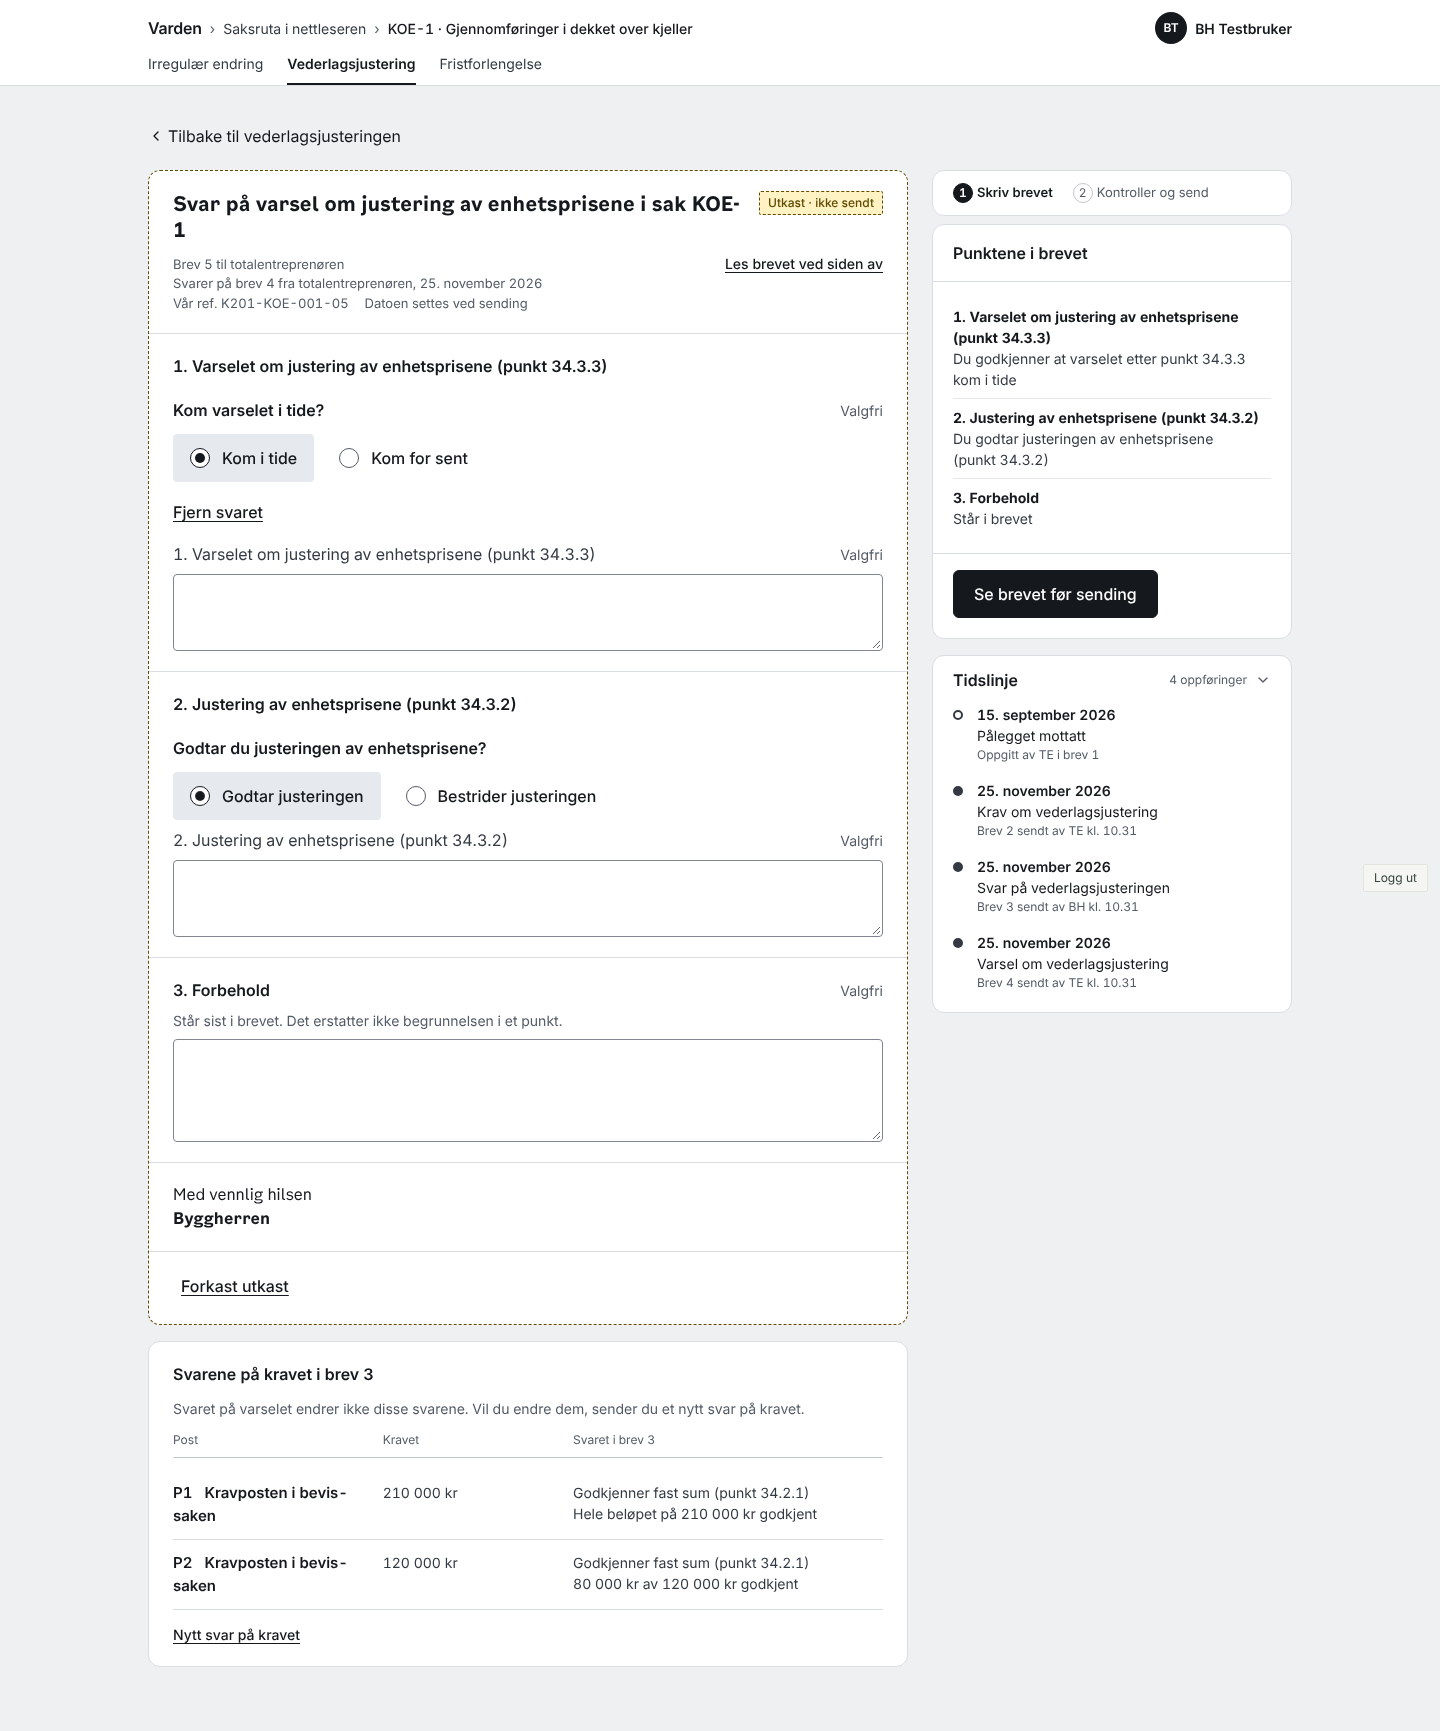 Varden › Saksruta i nettleseren › KOE-1 · Gjennomføringer i dekket over kjeller
BT BH Testbruker
Irregulær endring Vederlagsjustering Fristforlengelse
Tilbake til vederlagsjusteringen
Svar på varsel om justering av enhetsprisene i sak KOE-
1
Utkast · ikke sendt
Brev 5 til totalentreprenøren
Les brevet ved siden av
Svarer på brev 4 fra totalentreprenøren, 25. november 2026
Vår ref. K201-KOE-001-05 Datoen settes ved sending
1. Varselet om justering av enhetsprisene (punkt 34.3.3)
Kom varselet i tide? Valgfri
Kom i tide Kom for sent
Fjern svaret
1. Varselet om justering av enhetsprisene (punkt 34.3.3) Valgfri
2. Justering av enhetsprisene (punkt 34.3.2)
Godtar du justeringen av enhetsprisene?
Godtar justeringen Bestrider justeringen
2. Justering av enhetsprisene (punkt 34.3.2) Valgfri
3. Forbehold Valgfri
Står sist i brevet. Det erstatter ikke begrunnelsen i et punkt.
Med vennlig hilsen
Byggherren
Forkast utkast
Svarene på kravet i brev 3
Svaret på varselet endrer ikke disse svarene. Vil du endre dem, sender du et nytt svar på kravet.
Post Kravet Svaret i brev 3
P1 Kravposten i bevis-
saken
210 000 kr
Godkjenner fast sum (punkt 34.2.1)
Hele beløpet på 210 000 kr godkjent
P2 Kravposten i bevis-
saken
120 000 kr
Godkjenner fast sum (punkt 34.2.1)
80 000 kr av 120 000 kr godkjent
Nytt svar på kravet
1 Skriv brevet 2 Kontroller og send
Punktene i brevet
1. Varselet om justering av enhetsprisene
(punkt 34.3.3)
Du godkjenner at varselet etter punkt 34.3.3
kom i tide
2. Justering av enhetsprisene (punkt 34.3.2)
Du godtar justeringen av enhetsprisene
(punkt 34.3.2)
3. Forbehold
Står i brevet
Se brevet før sending
Tidslinje 4 oppføringer
15. september 2026
Pålegget mottatt
Oppgitt av TE i brev 1
25. november 2026
Krav om vederlagsjustering
Brev 2 sendt av TE kl. 10.31
25. november 2026
Svar på vederlagsjusteringen
Brev 3 sendt av BH kl. 10.31
25. november 2026
Varsel om vederlagsjustering
Brev 4 sendt av TE kl. 10.31
Logg ut